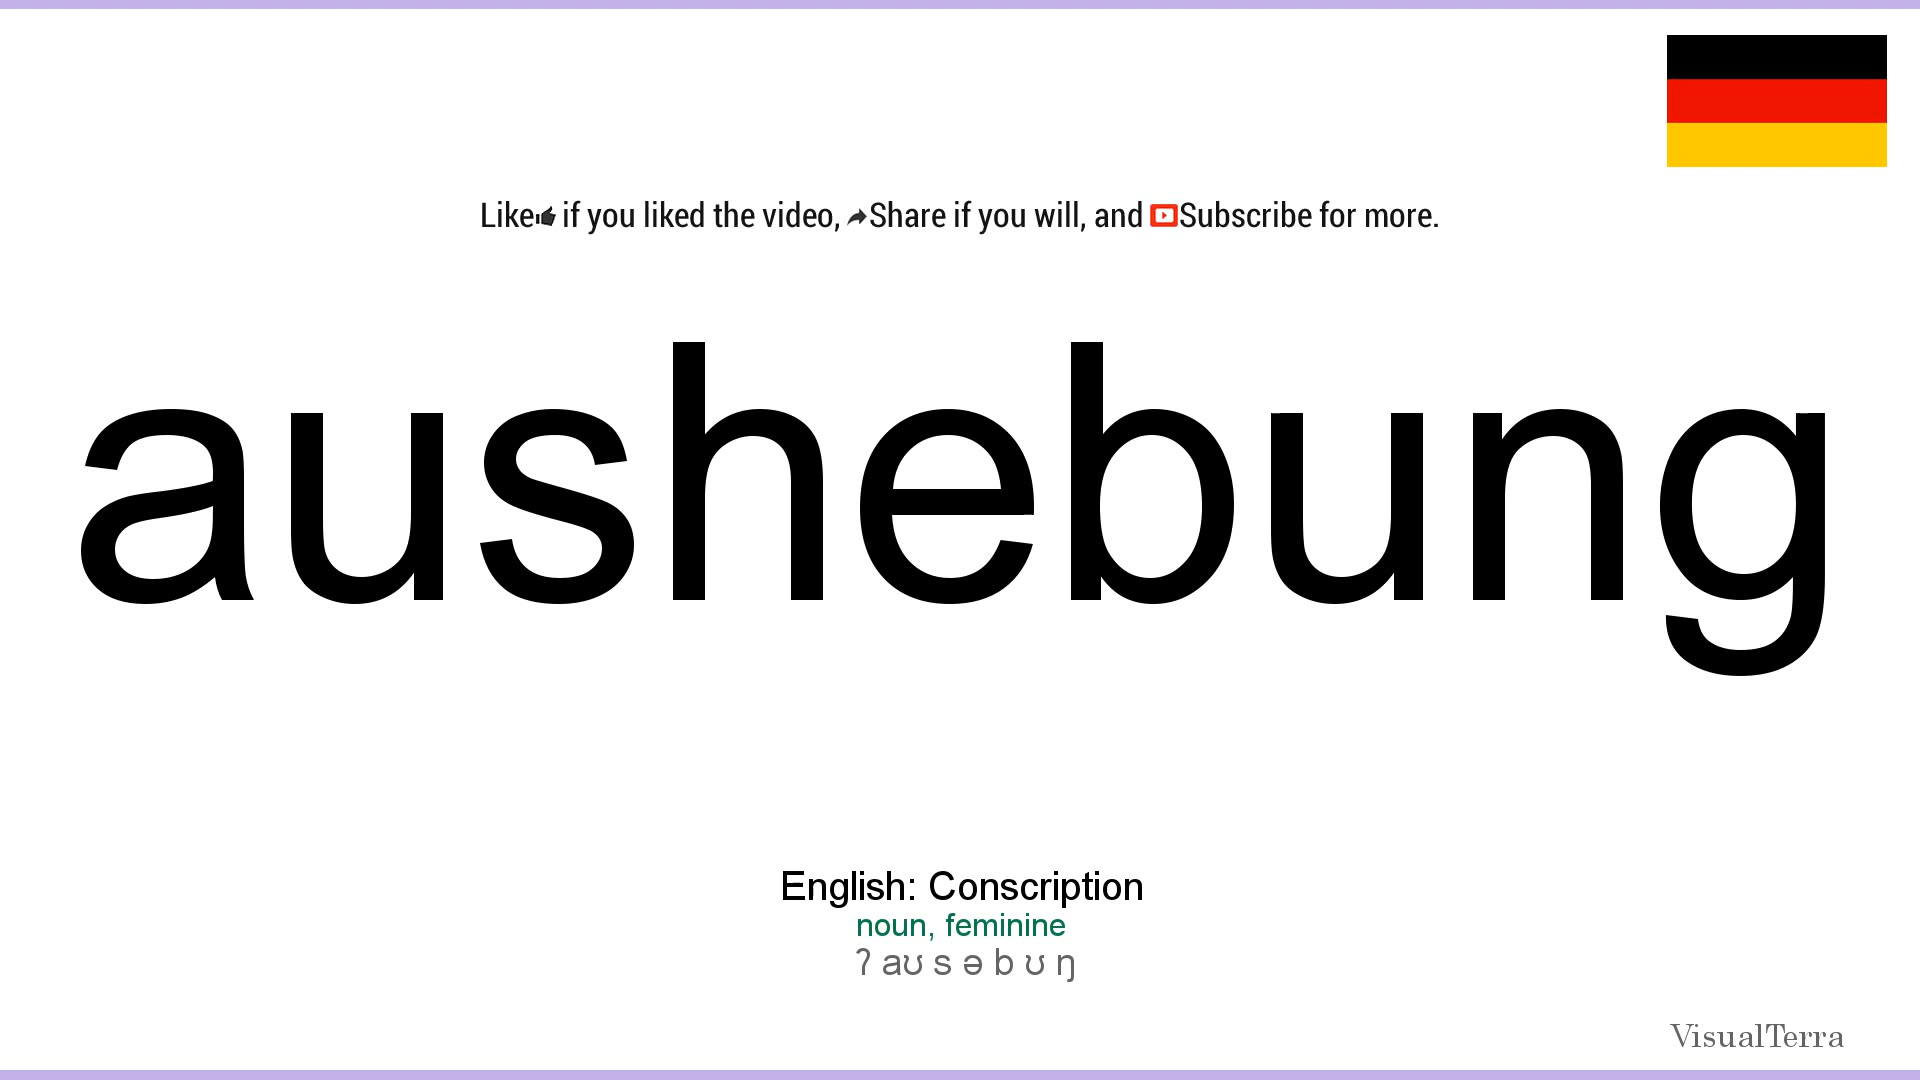 Like if you liked the video, Share if you will, and Subscribe for more.
aushebung
English: Conscription
noun, feminine
ʔ aʊ s ə b ʊ ŋ
VisualTerra